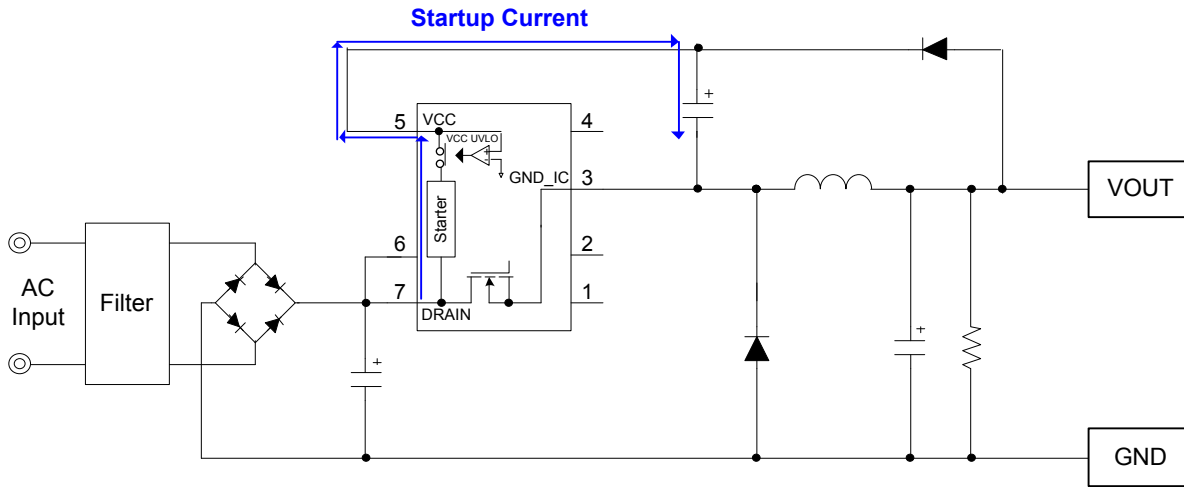 Startup Current
5
VCC
4
VCC UVLO
+
GND_IC
3
VOUT
Starter
6
2
AC
Input
Filter
7
1
DRAIN
+
+
+
GND